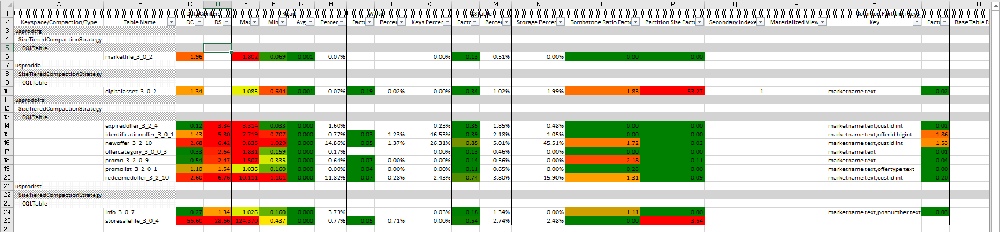 A B C D E F G H I J K L M N O P Q R S T U
1 DataCenters Read Write SSTable Common Partition Keys
2 Keyspace/Compaction/Type Table Name DC DS Max Min Avg Percen Facto Percen Keys Percen Facto Percen Storage Percen Tombstone Ratio Facto Partition Size Facto Secondary Indexe Materialized View Key Facto Base Table F
3 usprodcfg
4 SizeTieredCompactionStrategy
5 CQLTable
6 marketfile_3_0_2 1.96 1.802 0.069 0.001 0.07% 0.00% 0.13 0.51% 0.00% 0.00 0.00
7 usprodda
8 SizeTieredCompactionStrategy
9 CQLTable
10 digitalasset_3_0_2 1.34 1.085 0.644 0.001 0.07% 0.19 0.02% 0.00% 0.34 1.02% 1.99% 1.83 53.27 1 marketname text 0.02
11 usprodofrs
12 SizeTieredCompactionStrategy
13 CQLTable
14 expiredoffer_3_2_4 0.12 3.34 3.314 0.033 0.000 1.60% 0.23% 0.35 1.85% 0.48% 0.00 0.00 marketname text,custid int 0.02
15 identificationoffer_3_0_1 1.43 5.30 7.719 0.707 0.000 0.77% 0.03 1.23% 46.53% 0.39 2.18% 1.05% 0.00 0.00 marketname text,offerid bigint 1.86
16 newoffer_3_2_10 2.68 6.42 9.835 1.029 0.000 14.86% 0.05 1.37% 26.31% 0.85 5.01% 45.51% 1.72 0.02 marketname text,custid int 1.53
17 offercategory_3_0_0_3 0.33 2.64 1.831 0.159 0.000 0.17% 0.00% 0.13 0.46% 0.00% 0.00 0.00 marketname text 0.01
18 promo_3_2_0_9 0.54 2.47 1.507 0.335 0.000 0.64% 0.07 0.00% 0.00% 0.14 0.56% 0.00% 2.18 0.11 marketname text 0.04
19 promolist_3_2_0_1 1.10 1.54 1.036 0.160 0.000 0.00% 0.04 0.00% 0.00% 0.11 0.65% 0.00% 0.28 0.00 marketname text,offertype text 0.00
20 redeemedoffer_3_2_10 2.60 6.76 10.111 1.101 0.000 11.82% 0.07 0.28% 2.43% 0.74 3.80% 15.90% 1.31 0.09 marketname text,custid int 0.20
21 usprodrst
22 SizeTieredCompactionStrategy
23 CQLTable
24 info_3_0_7 0.27 1.34 1.026 0.160 0.000 3.73% 0.03% 0.18 1.34% 0.00% 1.11 0.00 marketname text,posnumber text 0.03
25 storesalefile_3_0_4 56.60 28.66 124.370 0.437 0.000 0.77% 0.05 0.71% 0.00% 0.54 2.74% 2.48% 0.00 3.54
26